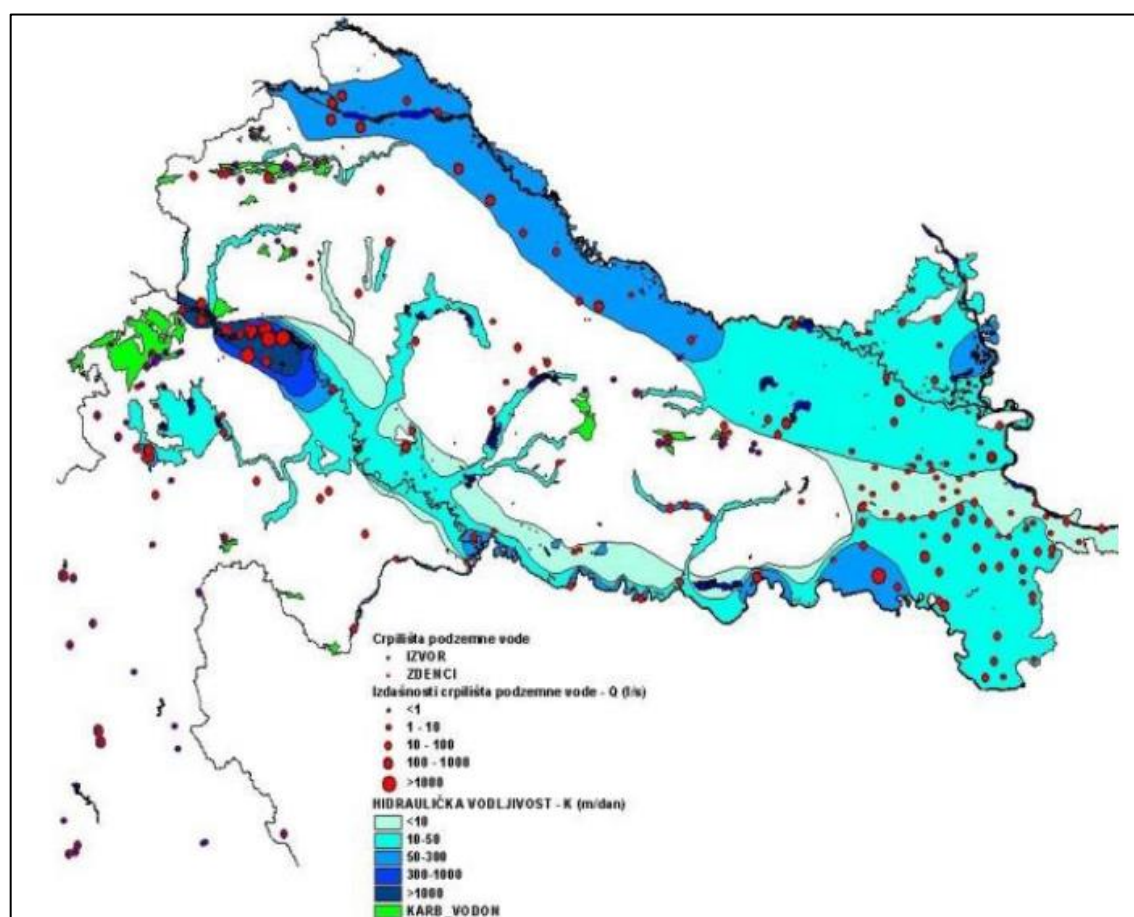 Crpilišta podzemne vode
IZVOR
ZDENCI
Izdašnosti crpilišta podzemne vode - Q (l/s)
<1
1 - 10
10 - 100
100 - 1000
>1000
HIDRAULIČKA VODLJIVOST - K (m/dan)
<10
10-50
50-300
300-1000
>1000
KARB_VODON